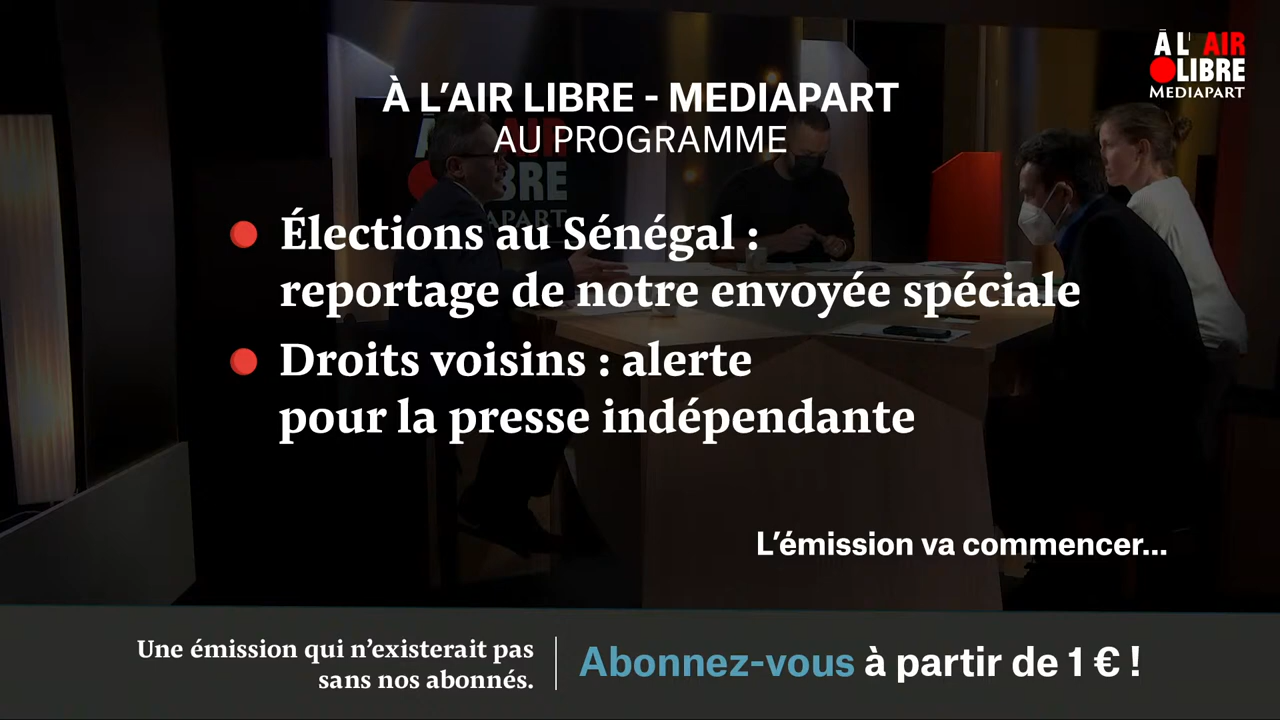 À L'AIR
LIBRE
MEDIAPART
À L’AIR LIBRE - MEDIAPART
AU PROGRAMME
Élections au Sénégal :
reportage de notre envoyée spéciale
Droits voisins : alerte
pour la presse indépendante
L’émission va commencer...
Une émission qui n’existerait pas
sans nos abonnés.
Abonnez-vous à partir de 1 € !